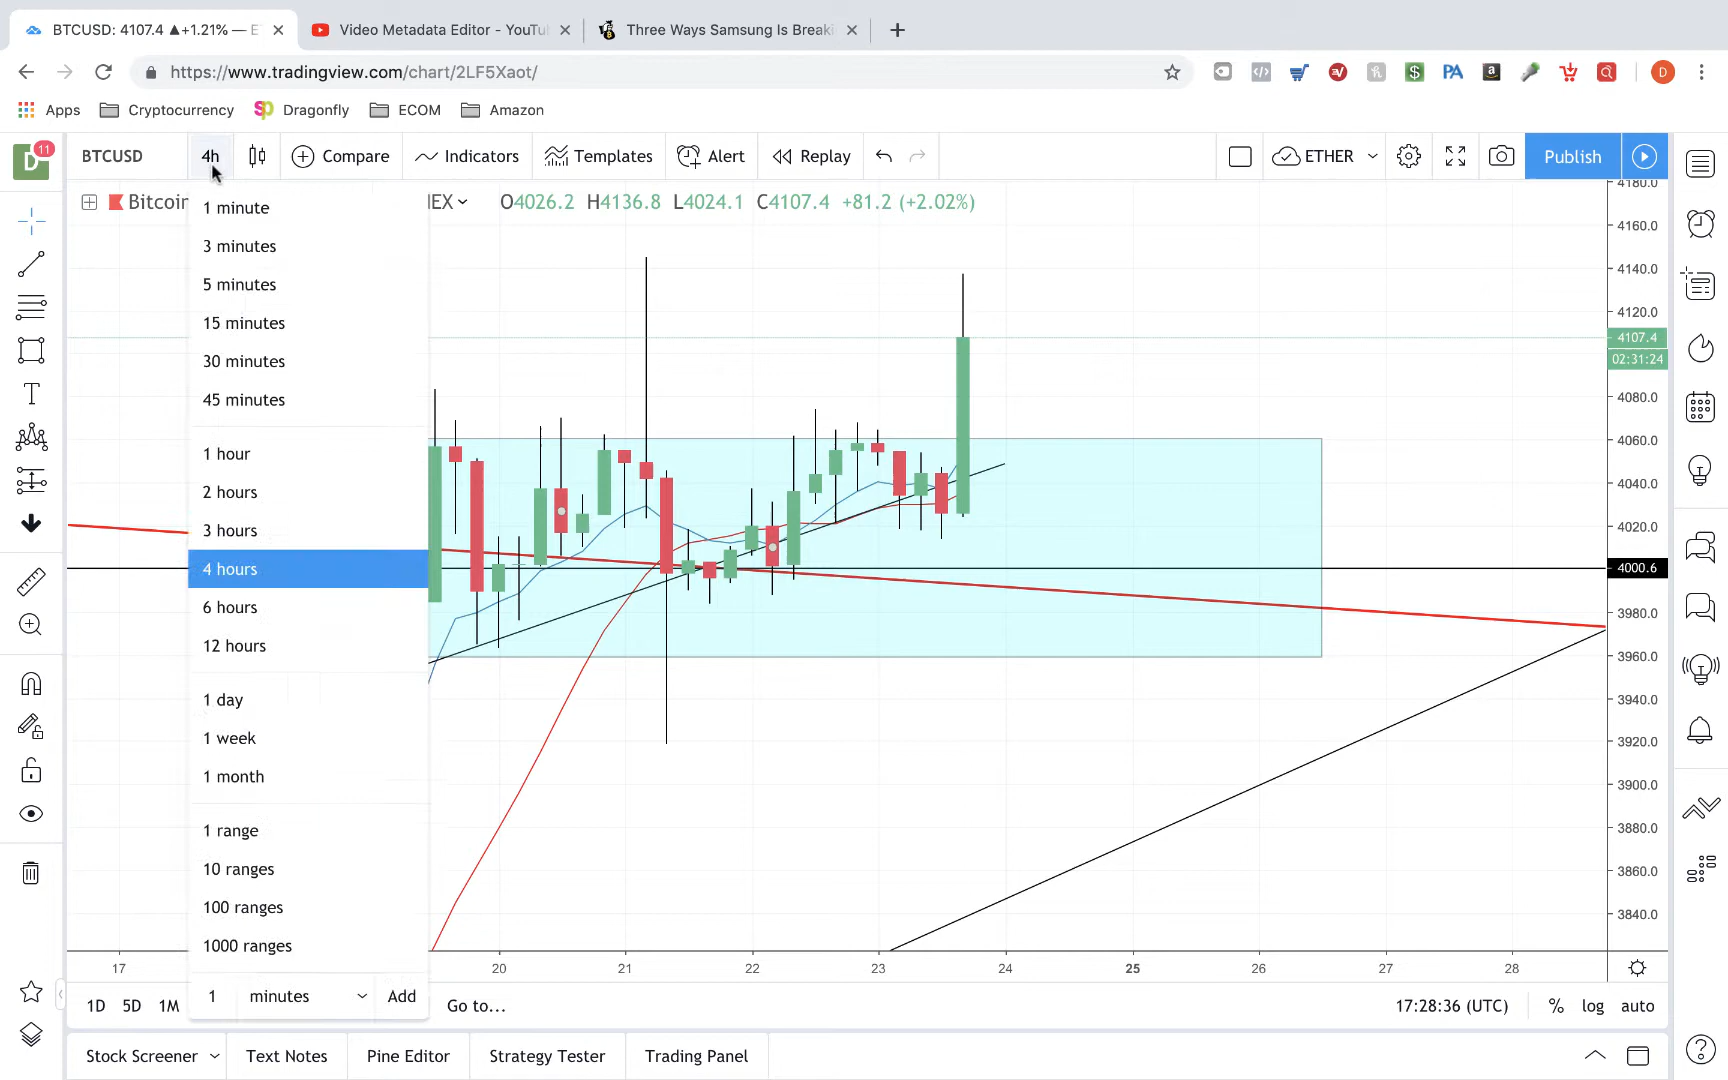 BTCUSD: 4107.4 ▲+1.21% — E
Video Metadata Editor - YouTu
Three Ways Samsung Is Breaki
https://www.tradingview.com/chart/2LF5Xaot/
PA
a
D
Apps
Cryptocurrency
sp Dragonfly
ECOM
Amazon
D 11
BTCUSD
4h
Compare
Indicators
Templates
Alert
Replay
ETHER
Publish
Bitcoin
EX
O4026.2 H4136.8 L4024.1 C4107.4 +81.2 (+2.02%)
1 minute
3 minutes
5 minutes
15 minutes
30 minutes
45 minutes
1 hour
2 hours
3 hours
4 hours
6 hours
12 hours
1 day
1 week
1 month
1 range
10 ranges
100 ranges
1000 ranges
1 minutes Add
4180.0
4160.0
4140.0
4120.0
4107.4
02:31:24
4080.0
4060.0
4040.0
4020.0
4000.6
3980.0
3960.0
3940.0
3920.0
3900.0
3880.0
3860.0
3840.0
17 20 21 22 23 24 25 26 27 28
1D 5D 1M
Go to...
17:28:36 (UTC)
% log auto
Stock Screener
Text Notes
Pine Editor
Strategy Tester
Trading Panel